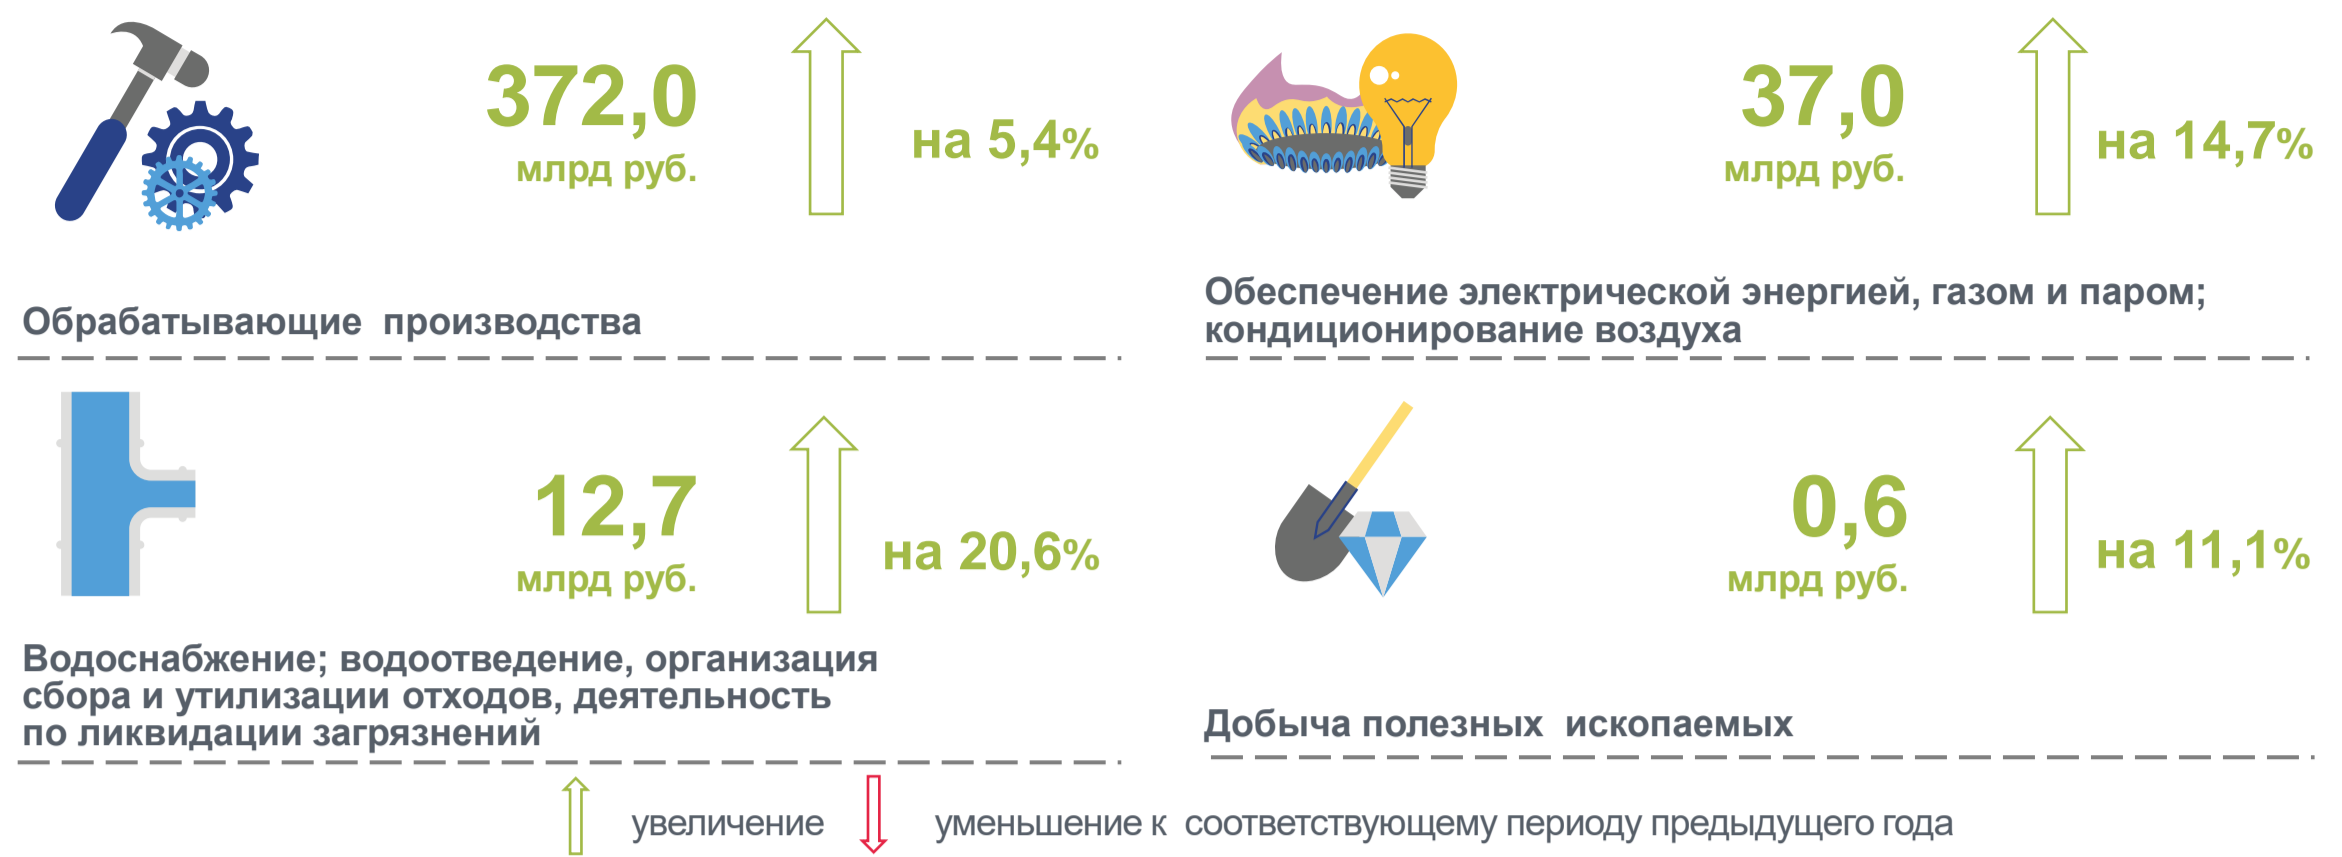 372,0
млрд руб.
на 5,4%
Обрабатывающие производства
37,0
млрд руб.
на 14,7%
Обеспечение электрической энергией, газом и паром;
кондиционирование воздуха
12,7
млрд руб.
на 20,6%
Водоснабжение; водоотведение, организация
сбора и утилизации отходов, деятельность
по ликвидации загрязнений
0,6
млрд руб.
на 11,1%
Добыча полезных ископаемых
увеличение
уменьшение к соответствующему периоду предыдущего года